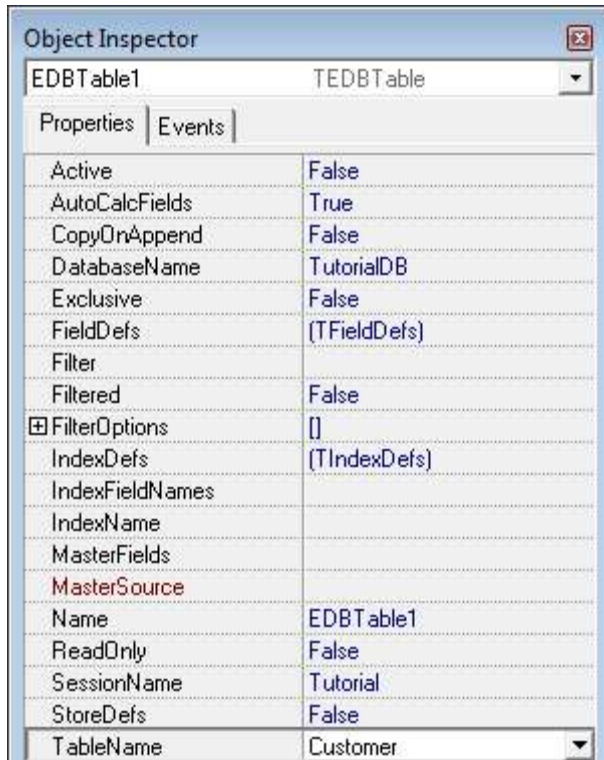 Object Inspector
EDBTable1 TEDBTable
Properties Events
Active False
AutoCalcFields True
CopyOnAppend False
DatabaseName TutorialDB
Exclusive False
FieldDefs (TFieldDefs)
Filter
Filtered False
FilterOptions []
IndexDefs (TIndexDefs)
IndexFieldNames
IndexName
MasterFields
MasterSource
Name EDBTable1
ReadOnly False
SessionName Tutorial
StoreDefs False
TableName Customer